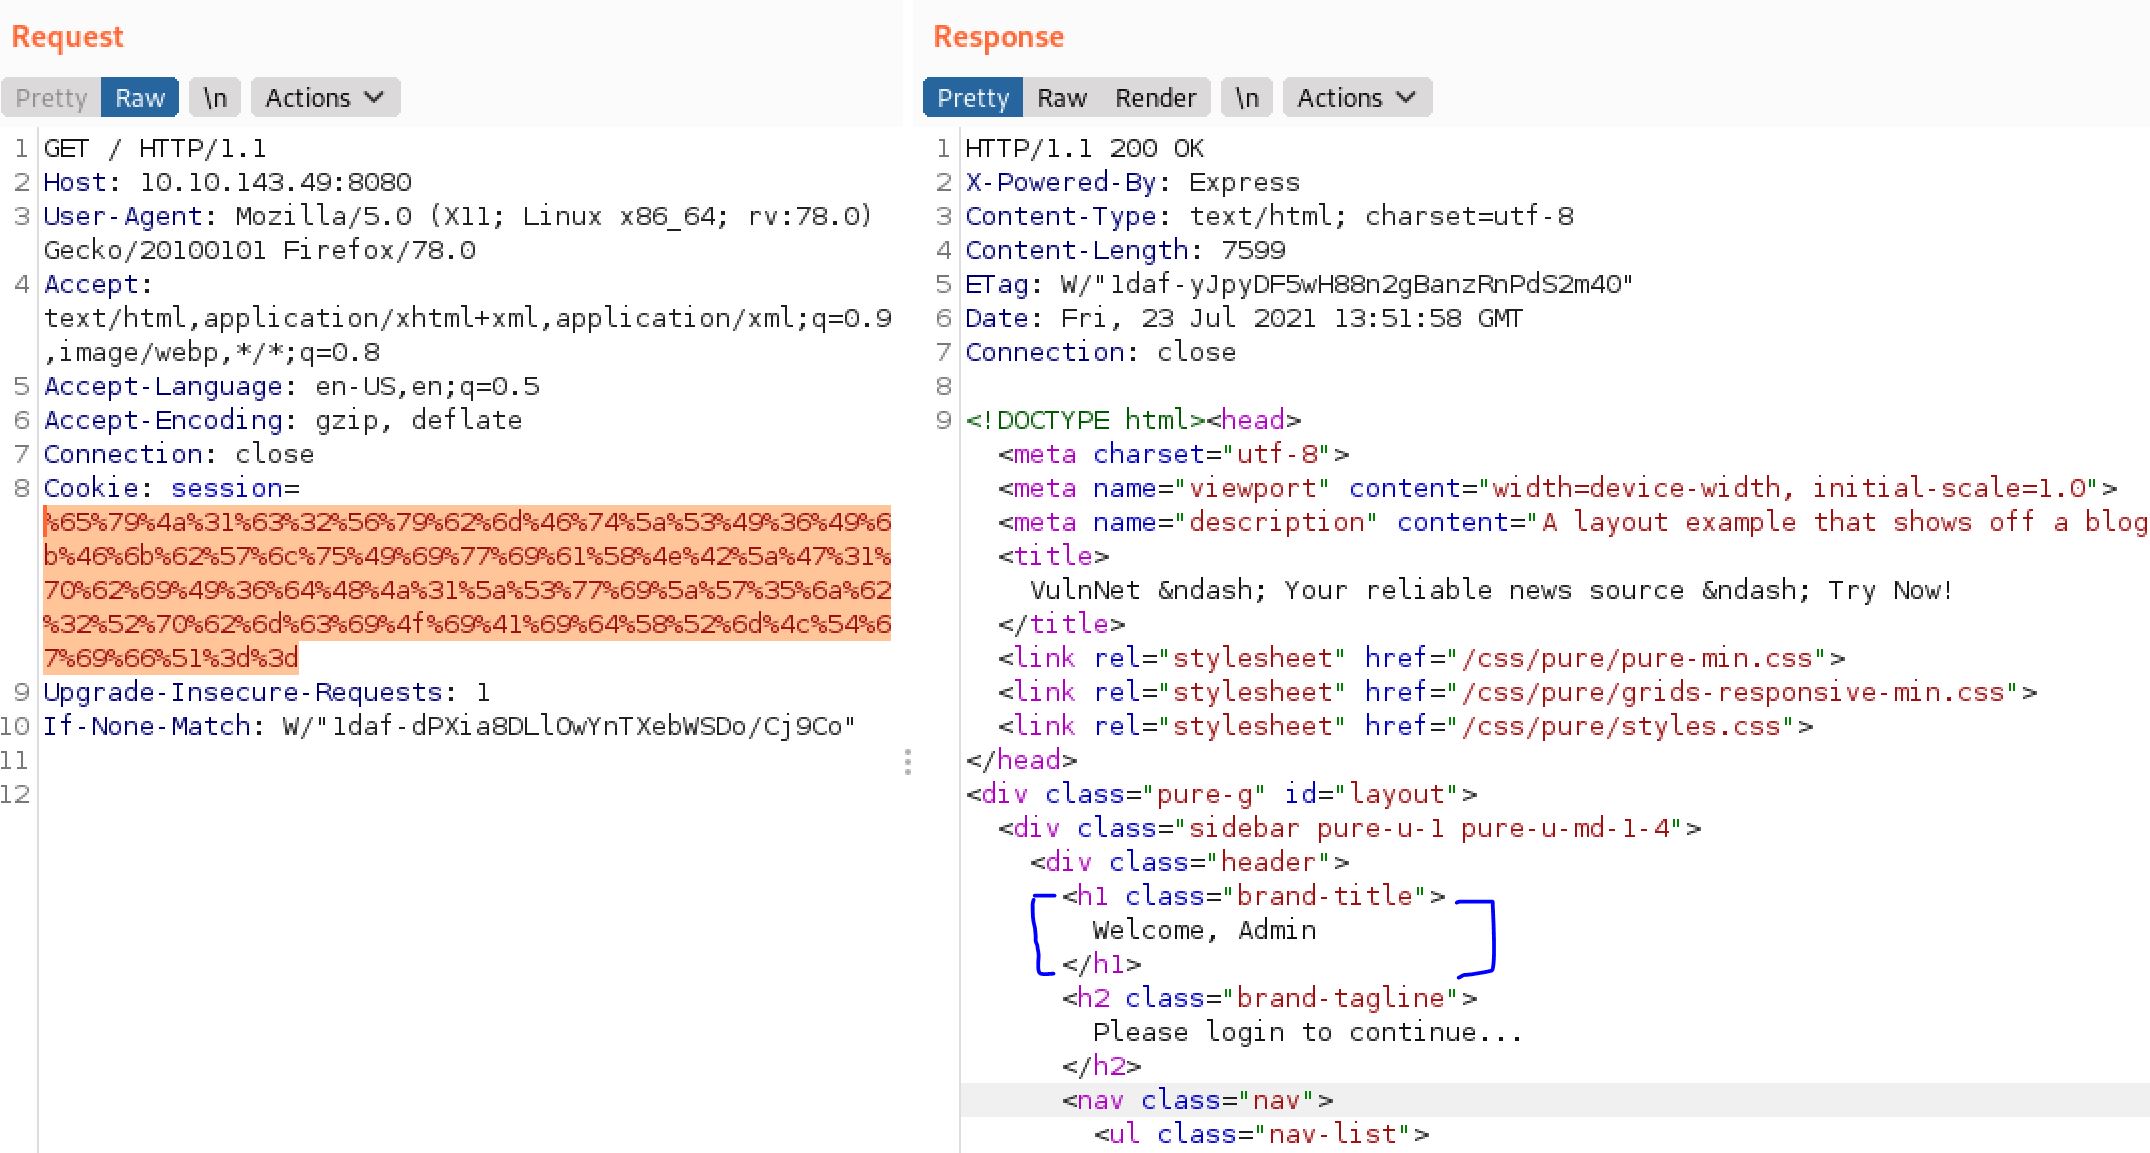 Request
Pretty Raw \n Actions
1 GET / HTTP/1.1
2 Host: 10.10.143.49:8080
3 User-Agent: Mozilla/5.0 (X11; Linux x86_64; rv:78.0)
Gecko/20100101 Firefox/78.0
4 Accept:
text/html,application/xhtml+xml,application/xml;q=0.9
,image/webp,*/*;q=0.8
5 Accept-Language: en-US,en;q=0.5
6 Accept-Encoding: gzip, deflate
7 Connection: close
8 Cookie: session=
%65%79%4a%31%63%32%56%79%62%6d%46%74%5a%53%49%36%49%6
b%46%6b%62%57%6c%75%49%69%77%69%61%58%4e%42%5a%47%31%
70%62%69%49%36%64%48%4a%31%5a%53%77%69%5a%57%35%6a%62
%32%52%70%62%6d%63%69%4f%69%41%69%64%58%52%6d%4c%54%6
7%69%66%51%3d%3d
9 Upgrade-Insecure-Requests: 1
10 If-None-Match: W/"1daf-dPXia8DLlOwYnTXebWSDo/Cj9Co"
11
12
Response
Pretty Raw Render \n Actions
1 HTTP/1.1 200 OK
2 X-Powered-By: Express
3 Content-Type: text/html; charset=utf-8
4 Content-Length: 7599
5 ETag: W/"1daf-yJpyDF5wH88n2gBanzRnPdS2m40"
6 Date: Fri, 23 Jul 2021 13:51:58 GMT
7 Connection: close
8
9 <!DOCTYPE html><head>
<meta charset="utf-8">
<meta name="viewport" content="width=device-width, initial-scale=1.0">
<meta name="description" content="A layout example that shows off a blog
<title>
VulnNet &ndash; Your reliable news source &ndash; Try Now!
</title>
<link rel="stylesheet" href="/css/pure/pure-min.css">
<link rel="stylesheet" href="/css/pure/grids-responsive-min.css">
<link rel="stylesheet" href="/css/pure/styles.css">
</head>
<div class="pure-g" id="layout">
<div class="sidebar pure-u-1 pure-u-md-1-4">
<div class="header">
<h1 class="brand-title">
Welcome, Admin
</h1>
<h2 class="brand-tagline">
Please login to continue...
</h2>
<nav class="nav">
<ul class="nav-list">